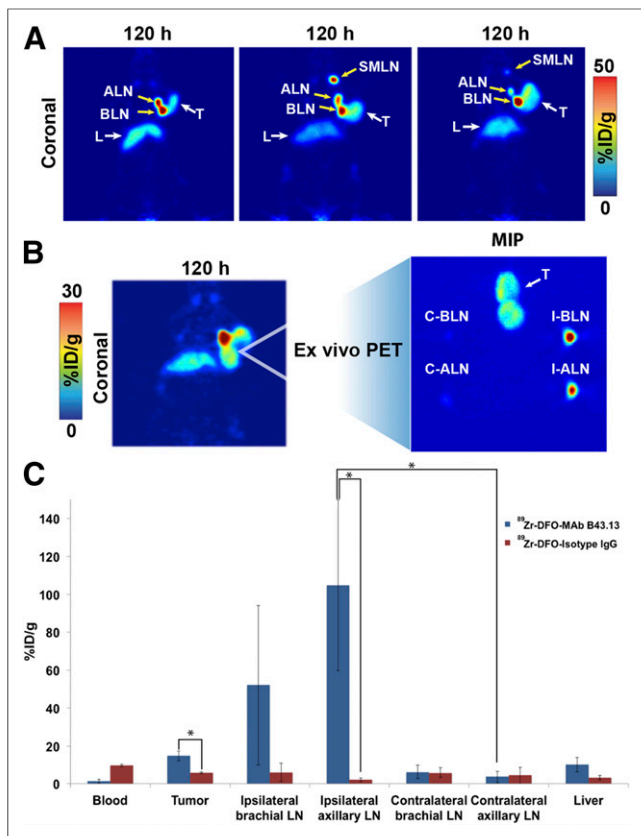 A
120 h
120 h
120 h
Coronal
ALN
BLN
T
L
SMLN
ALN
BLN
T
L
SMLN
ALN
BLN
T
L
50
%ID/g
0
B
120 h
MIP
30
%ID/g
0
Coronal
Ex vivo PET
T
C-BLN
I-BLN
C-ALN
I-ALN
C
%ID/g
140
120
100
80
60
40
20
0
*
*
*
⁸⁹Zr-DFO-MAb B43.13
⁸⁹Zr-DFO-Isotype IgG
Blood
Tumor
Ipsilateral
brachial LN
Ipsilateral
axillary LN
Contralateral
brachial LN
Contralateral
axillary LN
Liver